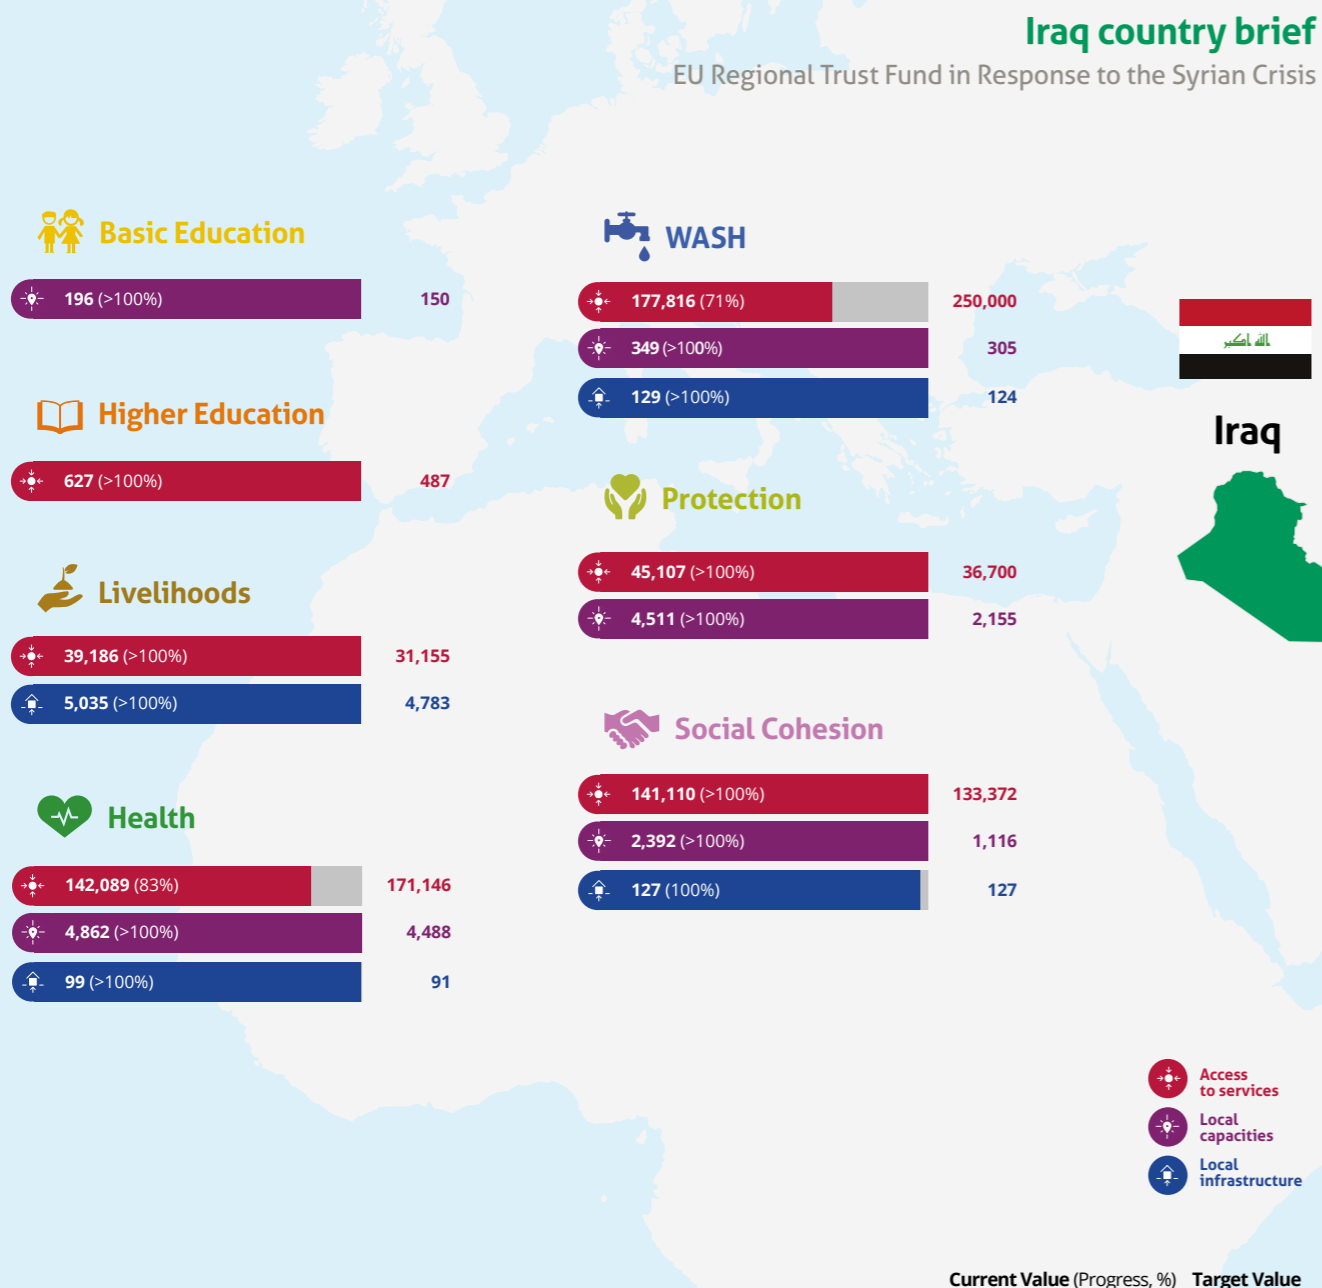 Iraq country brief
EU Regional Trust Fund in Response to the Syrian Crisis
Basic Education
196 (>100%) 150
Higher Education
627 (>100%) 487
Livelihoods
39,186 (>100%) 31,155
5,035 (>100%) 4,783
Health
142,089 (83%) 171,146
4,862 (>100%) 4,488
99 (>100%) 91
WASH
177,816 (71%) 250,000
349 (>100%) 305
129 (>100%) 124
Protection
45,107 (>100%) 36,700
4,511 (>100%) 2,155
Social Cohesion
141,110 (>100%) 133,372
2,392 (>100%) 1,116
127 (100%) 127
الله اكبر
Iraq
Access
to services
Local
capacities
Local
infrastructure
Current Value (Progress, %) Target Value